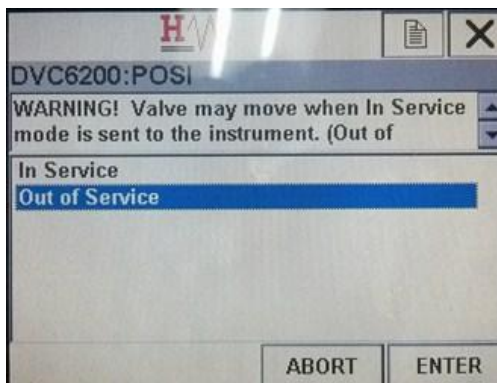 H
DVC6200:POSI
WARNING! Valve may move when In Service
mode is sent to the instrument. (Out of
In Service
Out of Service
ABORT
ENTER